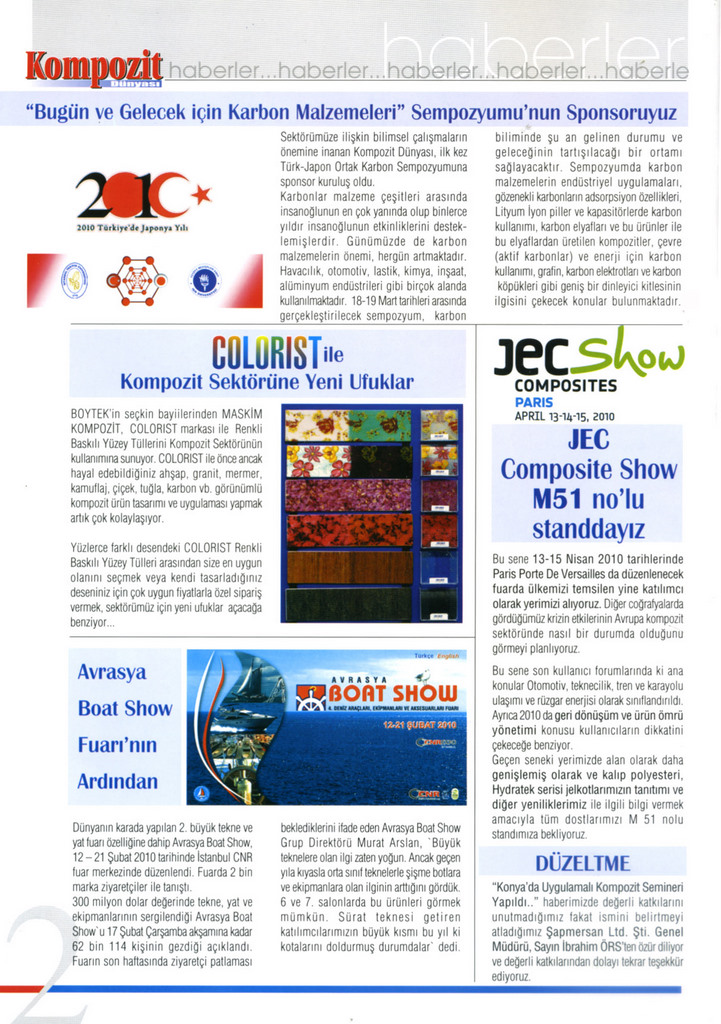 haberler
Kompozit
Dünyası
haberler...haberler...haberler...haberler...haberle
“Bugün ve Gelecek için Karbon Malzemeleri” Sempozyumu'nun Sponsoruyuz
2010
2010 Türkiye'de Japonya Yılı
Sektörümüze ilişkin bilimsel çalışmaların
önemine inanan Kompozit Dünyası, ilk kez
Türk-Japon Ortak Karbon Sempozyumuna
sponsor kuruluş oldu.
Karbonlar malzeme çeşitleri arasında
insanoğlunun en çok yanında olup binlerce
yıldır insanoğlunun etkinliklerini destek-
lemişlerdir. Günümüzde de karbon
malzemelerin önemi, hergün artmaktadır.
Havacılık, otomotiv, lastik, kimya, inşaat,
alüminyum endüstrileri gibi birçok alanda
kullanılmaktadır. 18-19 Mart tarihleri arasında
gerçekleştirilecek sempozyum, karbon
biliminde şu an gelinen durumu ve
geleceğinin tartışılacağı bir ortamı
sağlayacaktır. Sempozyumda karbon
malzemelerin endüstriyel uygulamaları,
gözenekli karbonların adsorpsiyon özellikleri,
Lityum İyon piller ve kapasitörlerde karbon
kullanımı, karbon elyafları ve bu ürünler ile
bu elyaflardan üretilen kompozitler, çevre
(aktif karbonlar) ve enerji için karbon
kullanımı, grafin, karbon elektrotları ve karbon
köpükleri gibi geniş bir dinleyici kitlesinin
ilgisini çekecek konular bulunmaktadır.
COLORIST ile
Kompozit Sektörüne Yeni Ufuklar
BOYTEK'in seçkin bayiilerinden MASKİM
KOMPOZİT, COLORIST markası ile Renkli
Baskılı Yüzey Tüllerini Kompozit Sektörünün
kullanımına sunuyor. COLORIST ile önce ancak
hayal edebildiğiniz ahşap, granit, mermer,
kamuflaj, çiçek, tuğla, karbon vb. görünümlü
kompozit ürün tasarımı ve uygulaması yapmak
artık çok kolaylaşıyor.
Yüzlerce farklı desendeki COLORIST Renkli
Baskılı Yüzey Tülleri arasından size en uygun
olanını seçmek veya kendi tasarladığınız
deseniniz için çok uygun fiyatlarla özel sipariş
vermek, sektörümüz için yeni ufuklar açacağa
benziyor...
JEC Show
COMPOSITES
PARIS
APRIL 13-14-15, 2010
JEC
Composite Show
M51 no'lu
standdayız
Bu sene 13-15 Nisan 2010 tarihlerinde
Paris Porte De Versailles da düzenlenecek
fuarda ülkemizi temsilen yine katılımcı
olarak yerimizi alıyoruz. Diğer coğrafyalarda
gördüğümüz krizin etkilerinin Avrupa kompozit
sektöründe nasıl bir durumda olduğunu
görmeyi planlıyoruz.
Bu sene son kullanıcı forumlarında ki ana
konular Otomotiv, teknecilik, tren ve karayolu
ulaşımı ve rüzgar enerjisi olarak sınıflandırıldı.
Ayrıca 2010 da geri dönüşüm ve ürün ömrü
yönetimi konusu kullanıcıların dikkatini
çekeceğe benziyor.
Geçen seneki yerimizde alan olarak daha
genişlemiş olarak ve kalıp polyesteri,
Hydratek serisi jelkotlarımızın tanıtımı ve
diğer yeniliklerimiz ile ilgili bilgi vermek
amacıyla tüm dostlarımızı M 51 nolu
standımıza bekliyoruz.
Avrasya
Boat Show
Fuarı'nın
Ardından
Türkçe English
AVRASYA
BOAT SHOW
4. DENİZ ARAÇLARI, EKİPMANLARI VE AKSESUARLARI FUARI
12-21 ŞUBAT 2010
CNR
Dünyanın karada yapılan 2. büyük tekne ve
yat fuarı özelliğine dahip Avrasya Boat Show,
12 – 21 Şubat 2010 tarihinde İstanbul CNR
fuar merkezinde düzenlendi. Fuarda 2 bin
marka ziyaretçiler ile tanıştı.
300 milyon dolar değerinde tekne, yat ve
ekipmanlarının sergilendiği Avrasya Boat
Show`u 17 Şubat Çarşamba akşamına kadar
62 bin 114 kişinin gezdiği açıklandı.
Fuarın son haftasında ziyaretçi patlaması
beklediklerini ifade eden Avrasya Boat Show
Grup Direktörü Murat Arslan, `Büyük
teknelere olan ilgi zaten yoğun. Ancak geçen
yıla kıyasla orta sınıf teknelerle şişme botlara
ve ekipmanlara olan ilginin arttığını gördük.
6 ve 7. salonlarda bu ürünleri görmek
mümkün. Sürat teknesi getiren
katılımcılarımızın büyük kısmı bu yıl ki
kotalarını doldurmuş durumdalar` dedi.
DÜZELTME
“Konya'da Uygulamalı Kompozit Semineri
Yapıldı..” haberimizde değerli katkılarını
unutmadığımız fakat ismini belirtmeyi
atladığımız Şapmersan Ltd. Şti. Genel
Müdürü, Sayın İbrahim ÖRS'ten özür diliyor
ve değerli katkılarından dolayı tekrar teşekkür
ediyoruz.
2